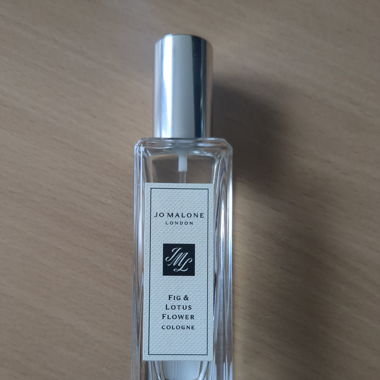 JO MALONE
LONDON
JML
FIG &
LOTUS
FLOWER
COLOGNE